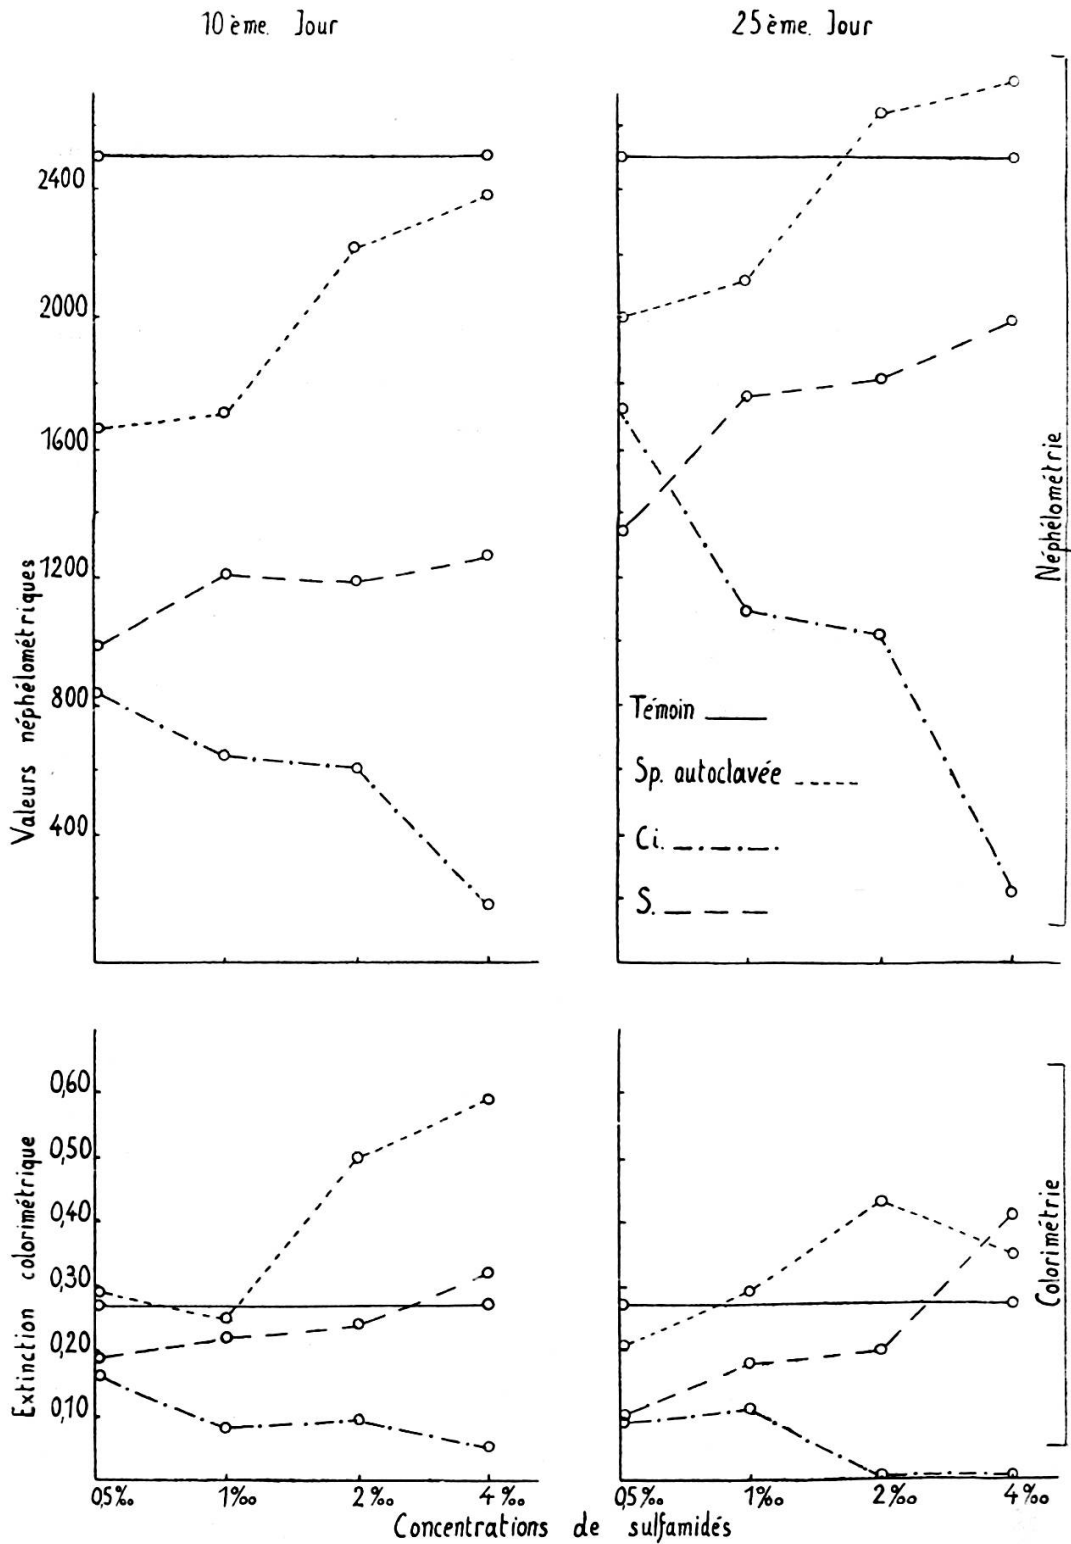 10ème. Jour
25ème. Jour
Valeurs néphélométriques
2400
2000
1600
1200
800
400
Témoin
Sp. autoclavée
Ci.
S.
Néphélométrie
Extinction colorimétrique
0,60
0,50
0,40
0,30
0,20
0,10
Colorimétrie
0,5‰ 1‰ 2‰ 4‰
0,5‰ 1‰ 2‰ 4‰
Concentrations de sulfamidés